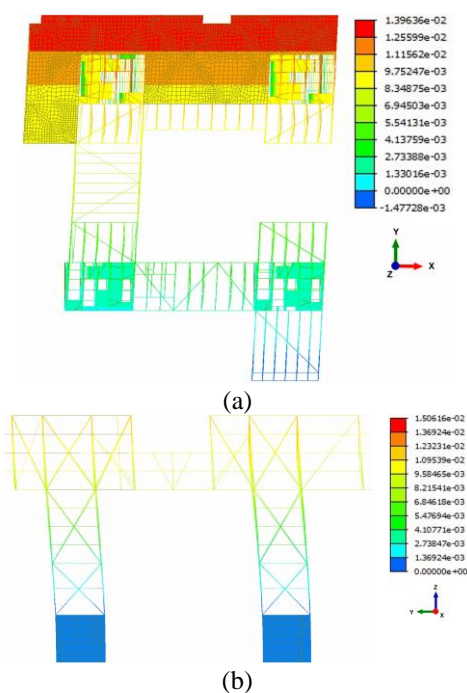 1.39636e-02
1.25599e-02
1.11562e-02
9.75247e-03
8.34875e-03
6.94503e-03
5.54131e-03
4.13759e-03
2.73388e-03
1.33016e-02
0.00000e+00
-1.47728e-03
Y
Z
X
(a)
1.50616e-02
1.36924e-02
1.23231e-02
1.09539e-02
9.58465e-03
8.21541e-03
6.84618e-03
5.47694e-03
4.10771e-03
2.73847e-03
1.36924e-03
0.00000e+00
Z
Y
X
(b)